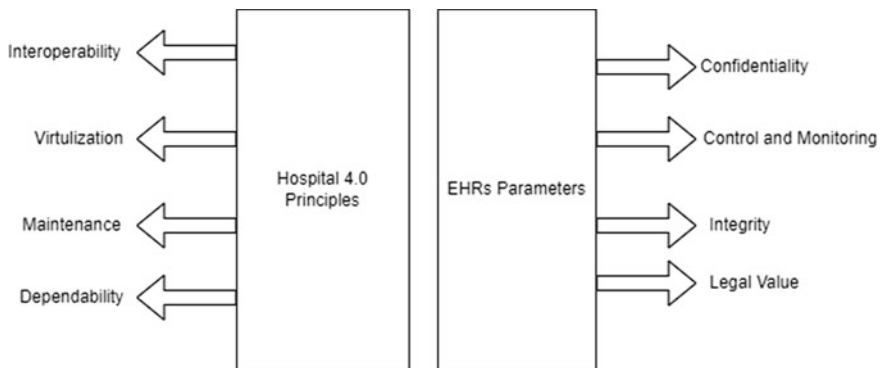 Interoperability
Virtulization
Maintenance
Dependability
Hospital 4.0
Principles
EHRs Parameters
Confidentiality
Control and Monitoring
Integrity
Legal Value